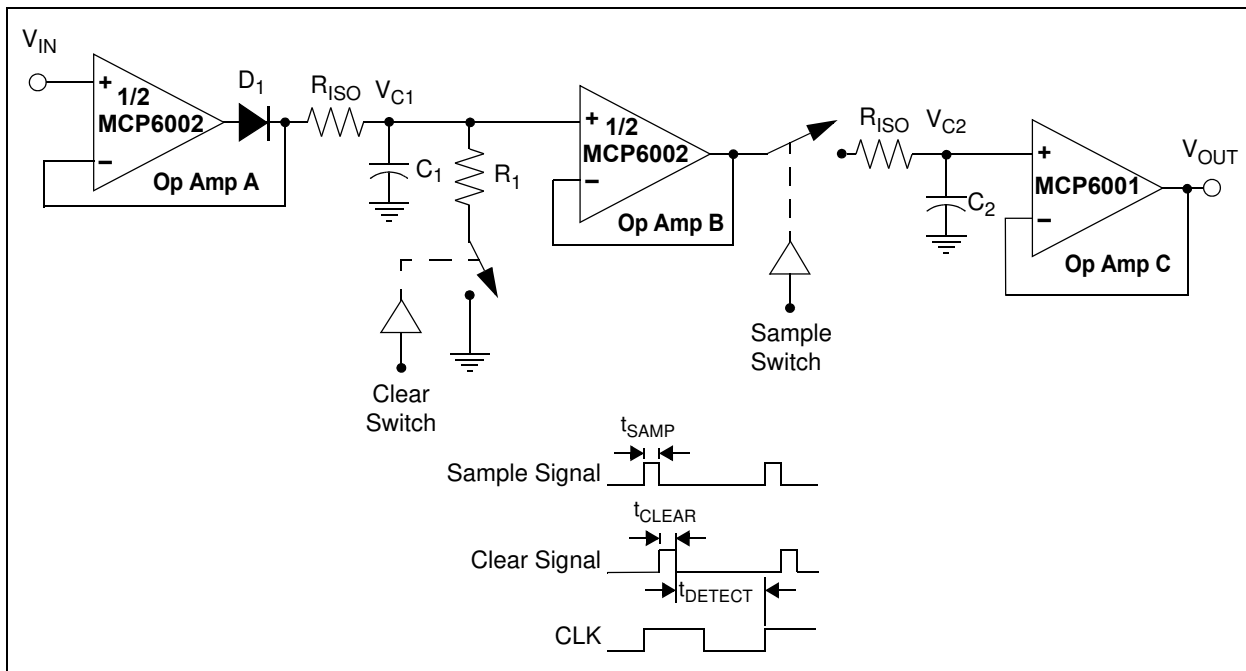 V_IN
+
1/2
MCP6002
−
Op Amp A
D_1
R_ISO
V_C1
C_1
R_1
Clear
Switch
+
1/2
MCP6002
−
Op Amp B
Sample
Switch
R_ISO
V_C2
C_2
+
MCP6001
−
Op Amp C
V_OUT
t_SAMP
Sample Signal
t_CLEAR
Clear Signal
t_DETECT
CLK